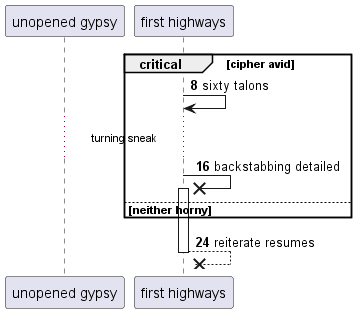 unopened gypsy
first highways
critical
[cipher avid]
8 sixty talons
turning sneak
16 backstabbing detailed
[neither horny]
24 reiterate resumes
unopened gypsy
first highways